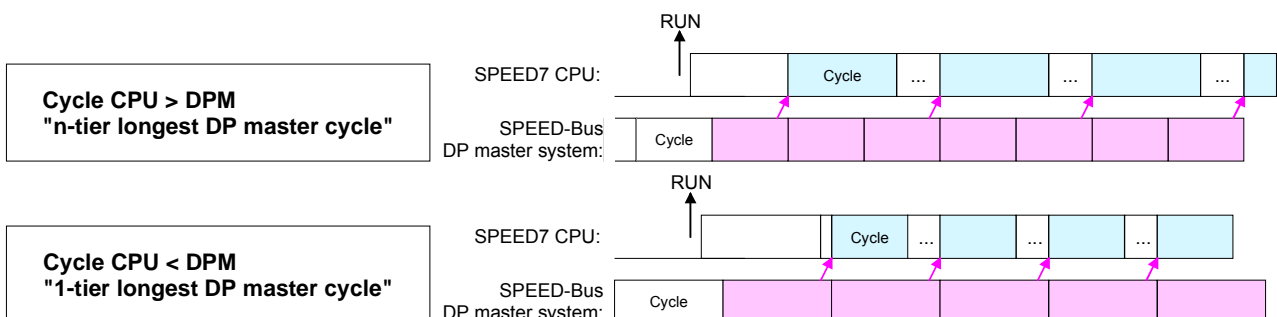 RUN
Cycle CPU > DPM
"n-tier longest DP master cycle"
SPEED7 CPU:
Cycle ... ... ...
SPEED-Bus
DP master system:
Cycle
RUN
Cycle CPU < DPM
"1-tier longest DP master cycle"
SPEED7 CPU:
Cycle ... ... ...
SPEED-Bus
DP master system:
Cycle